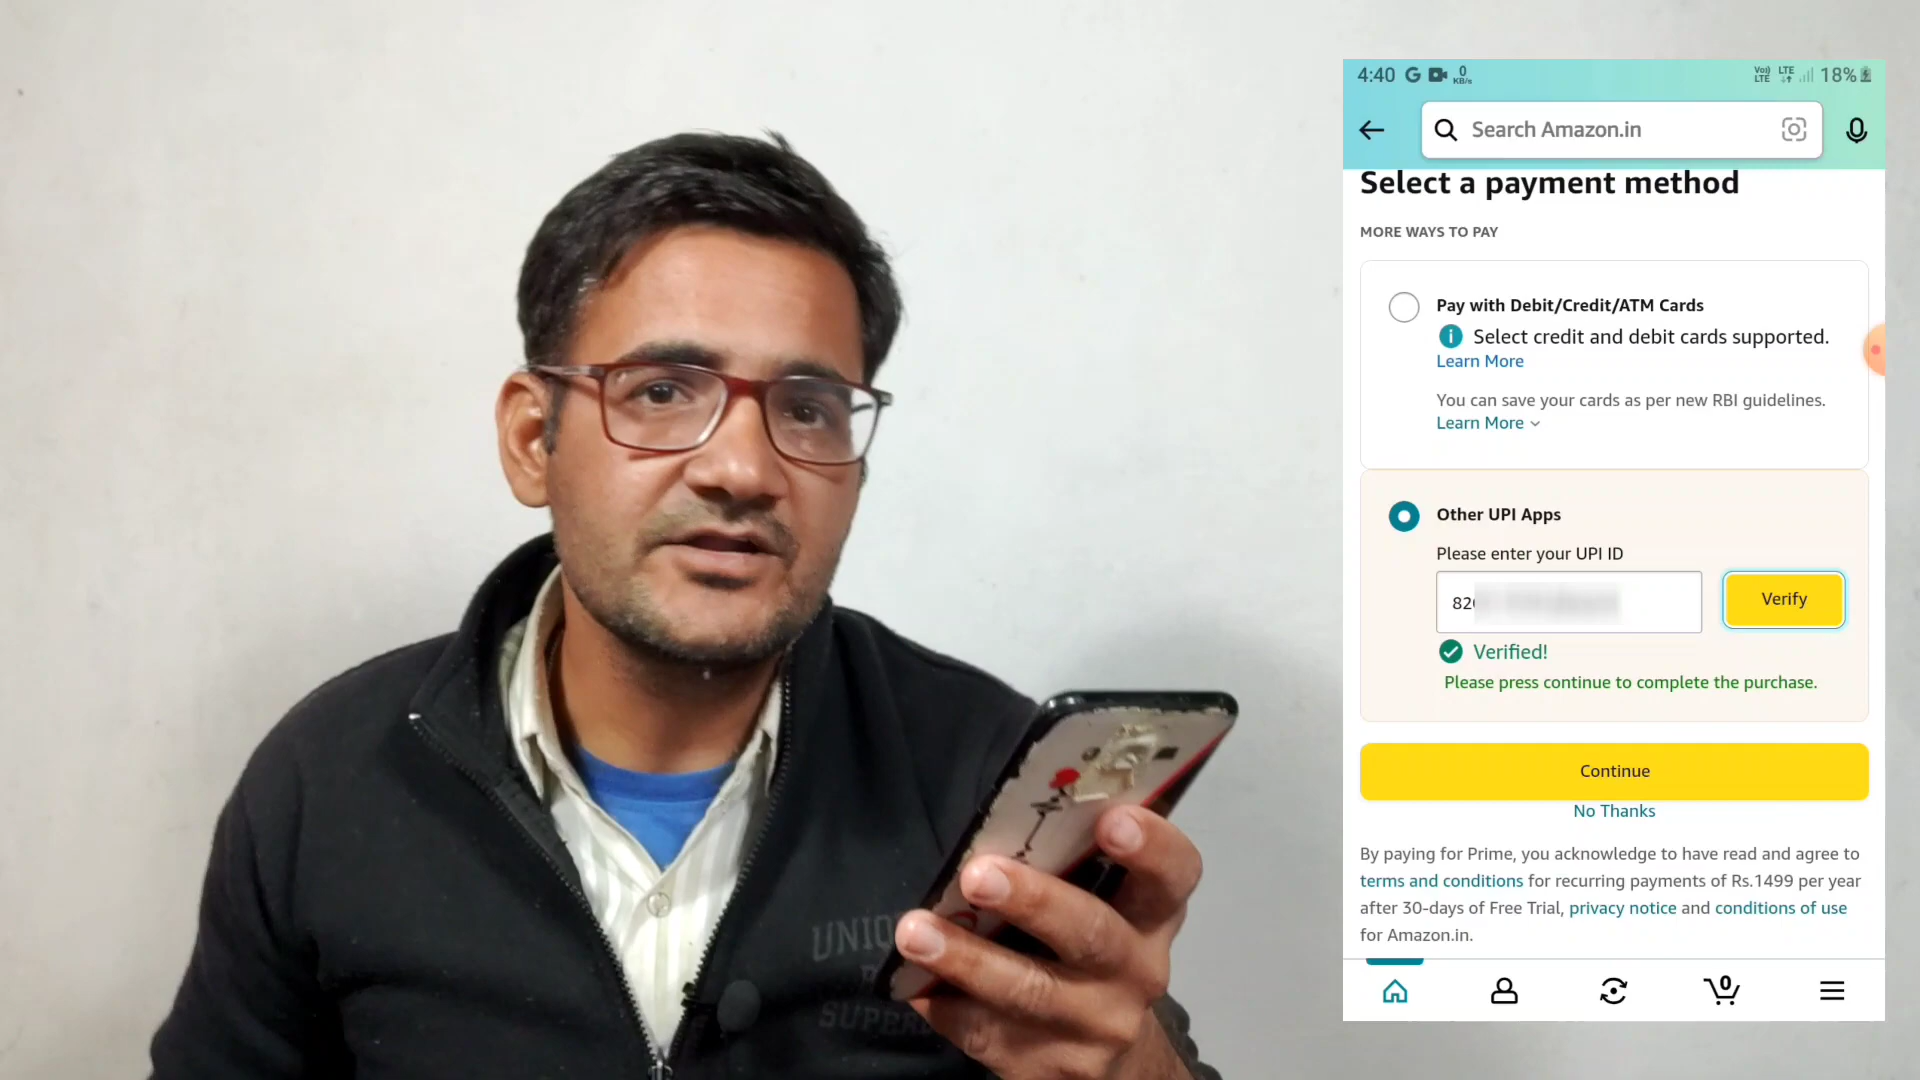 4:40 G 0 KB/s Vo) LTE LTE 18%
Search Amazon.in
Select a payment method
MORE WAYS TO PAY
Pay with Debit/Credit/ATM Cards
Select credit and debit cards supported.
Learn More
You can save your cards as per new RBI guidelines.
Learn More
Other UPI Apps
Please enter your UPI ID
82
Verify
Verified!
Please press continue to complete the purchase.
Continue
No Thanks
By paying for Prime, you acknowledge to have read and agree to
terms and conditions for recurring payments of Rs.1499 per year
after 30-days of Free Trial, privacy notice and conditions of use
for Amazon.in.
0